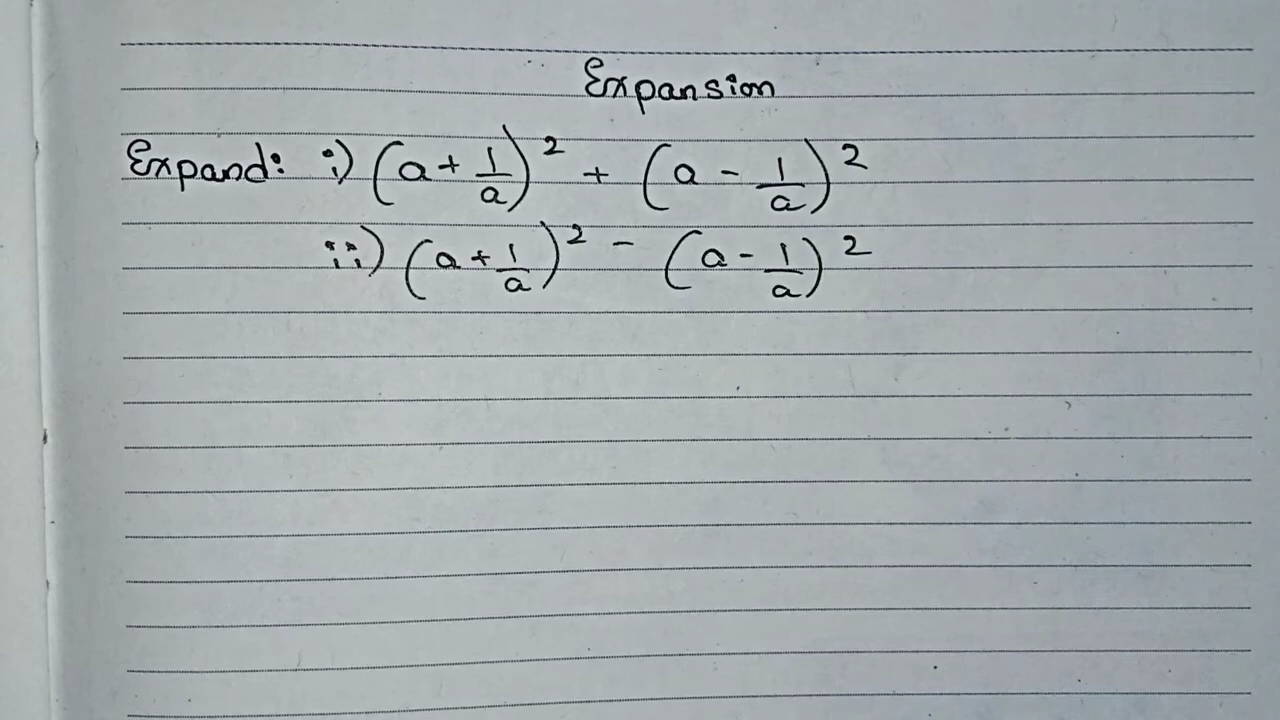 Expansion
Expand: i) (a + 1/a)² + (a - 1/a)²
ii) (a + 1/a)² - (a - 1/a)²